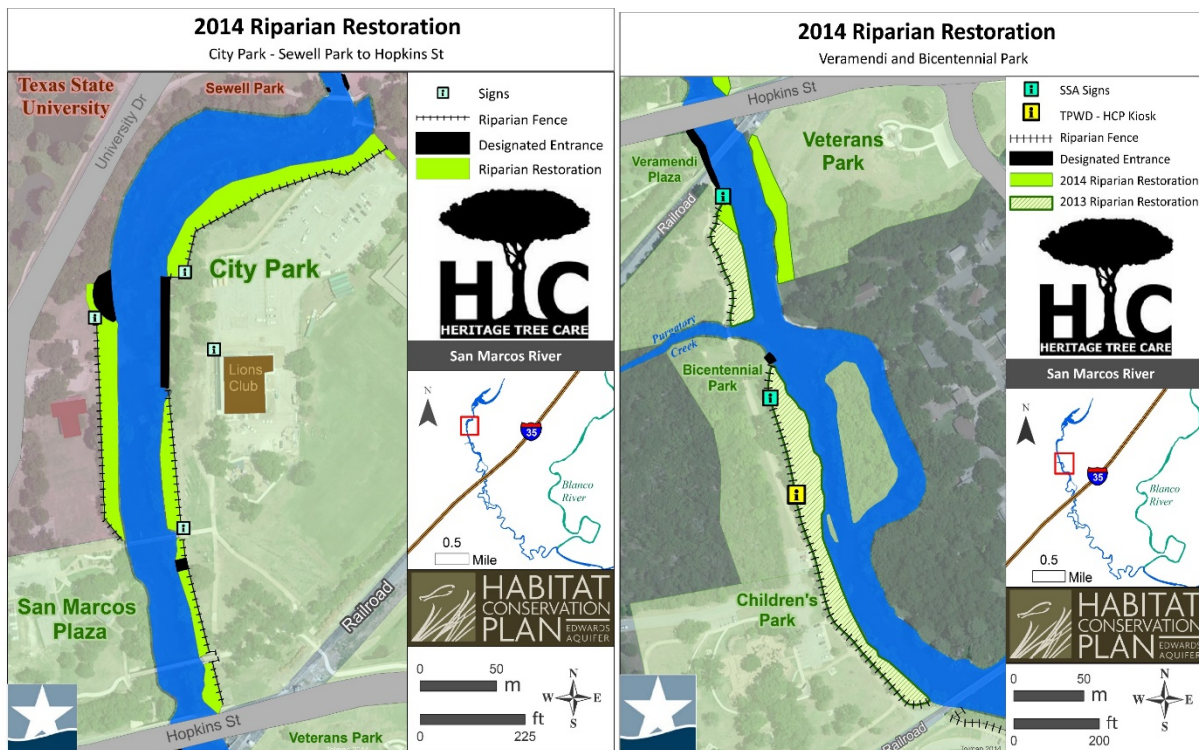 2014 Riparian Restoration
City Park - Sewell Park to Hopkins St
Texas State
University
Sewell Park
University Dr
City Park
Lions
Club
San Marcos
Plaza
Railroad
Hopkins St
Veterans Park
Signs
Riparian Fence
Designated Entrance
Riparian Restoration
HTC
HERITAGE TREE CARE
San Marcos River
N
35
Blanco
River
0.5
Mile
HABITAT
CONSERVATION
PLAN
EDWARDS
AQUIFER
0 50
m
N
W E
S
ft
0 225
2014 Riparian Restoration
Veramendi and Bicentennial Park
Hopkins St
Veterans
Park
Veramendi
Plaza
Railroad
Purgatory
Creek
Bicentennial
Park
Children's
Park
Railroad
Tolman 2014
SSA Signs
TPWD - HCP Kiosk
Riparian Fence
Designated Entrance
2014 Riparian Restoration
2013 Riparian Restoration
HTC
HERITAGE TREE CARE
San Marcos River
N
35
Blanco
River
0.5
Mile
HABITAT
CONSERVATION
PLAN
EDWARDS
AQUIFER
0 50
m
N
W E
S
ft
0 200